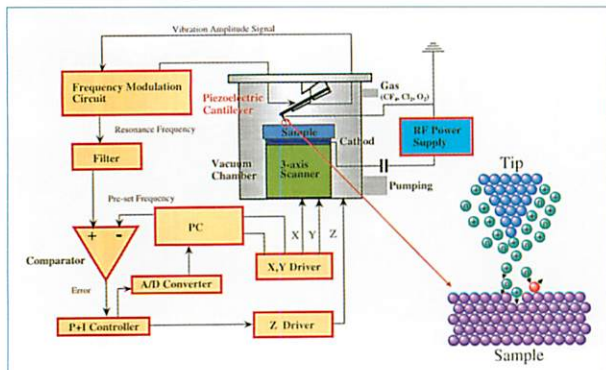 Vibration Amplitude Signal
Frequency Modulation
Circuit
Piezoelectric
Cantilever
Gas
(CF₄, Cl₂, O₂)
Resonance Frequency
Sample
Cathod
RF Power
Supply
Filter
Vacuum
Chamber
3-axis
Scanner
Tip
Pumping
Pre-set Frequency
+ -
PC
X Y Z
Comparator
X,Y Driver
A/D Converter
Error
P+I Controller
Z Driver
Sample